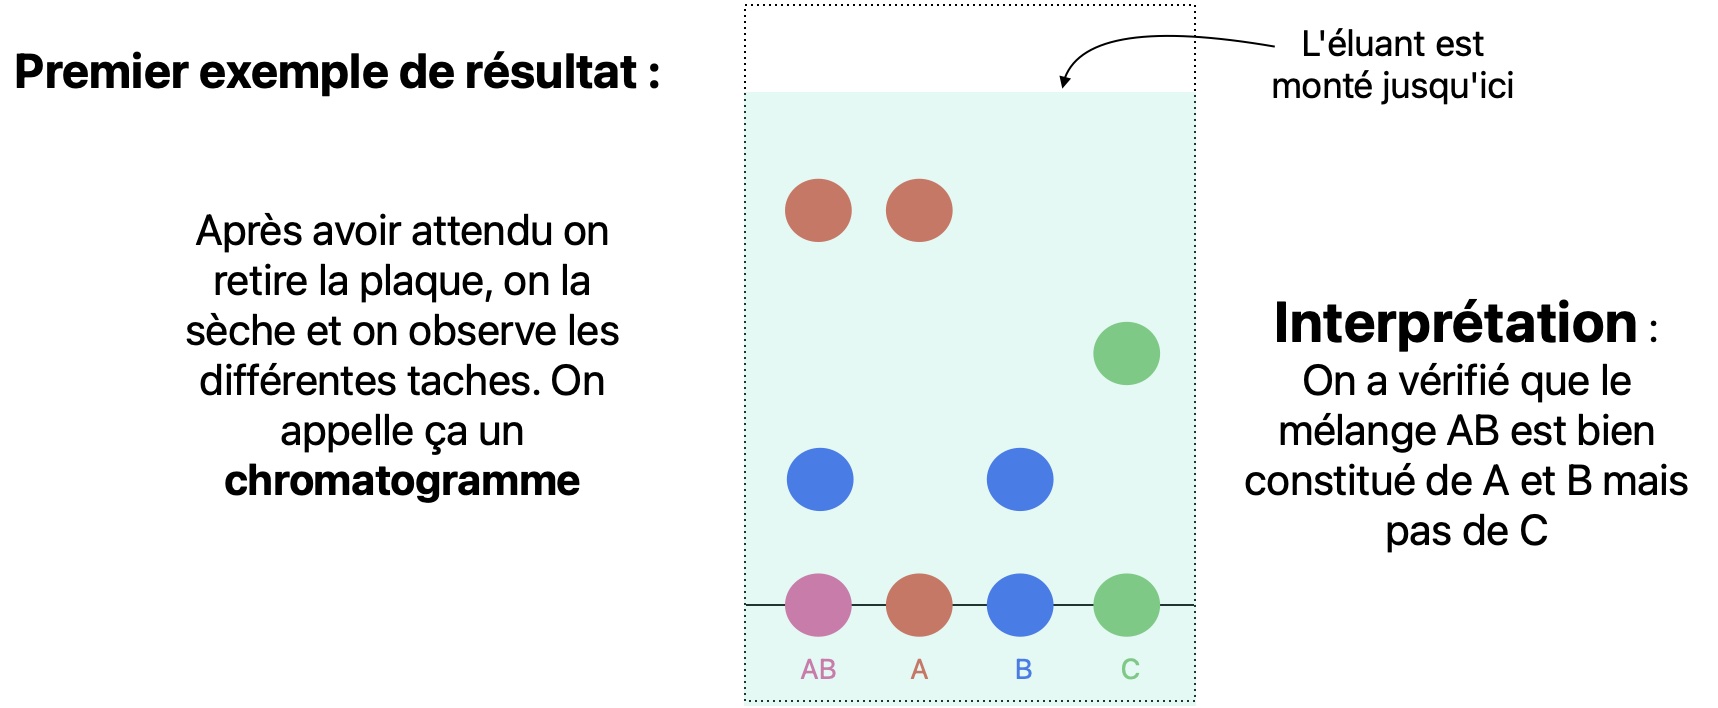 Premier exemple de résultat :
L'éluant est
monté jusqu'ici
Après avoir attendu on
retire la plaque, on la
sèche et on observe les
différentes taches. On
appelle ça un
chromatogramme
Interprétation :
On a vérifié que le
mélange AB est bien
constitué de A et B mais
pas de C
AB A B C